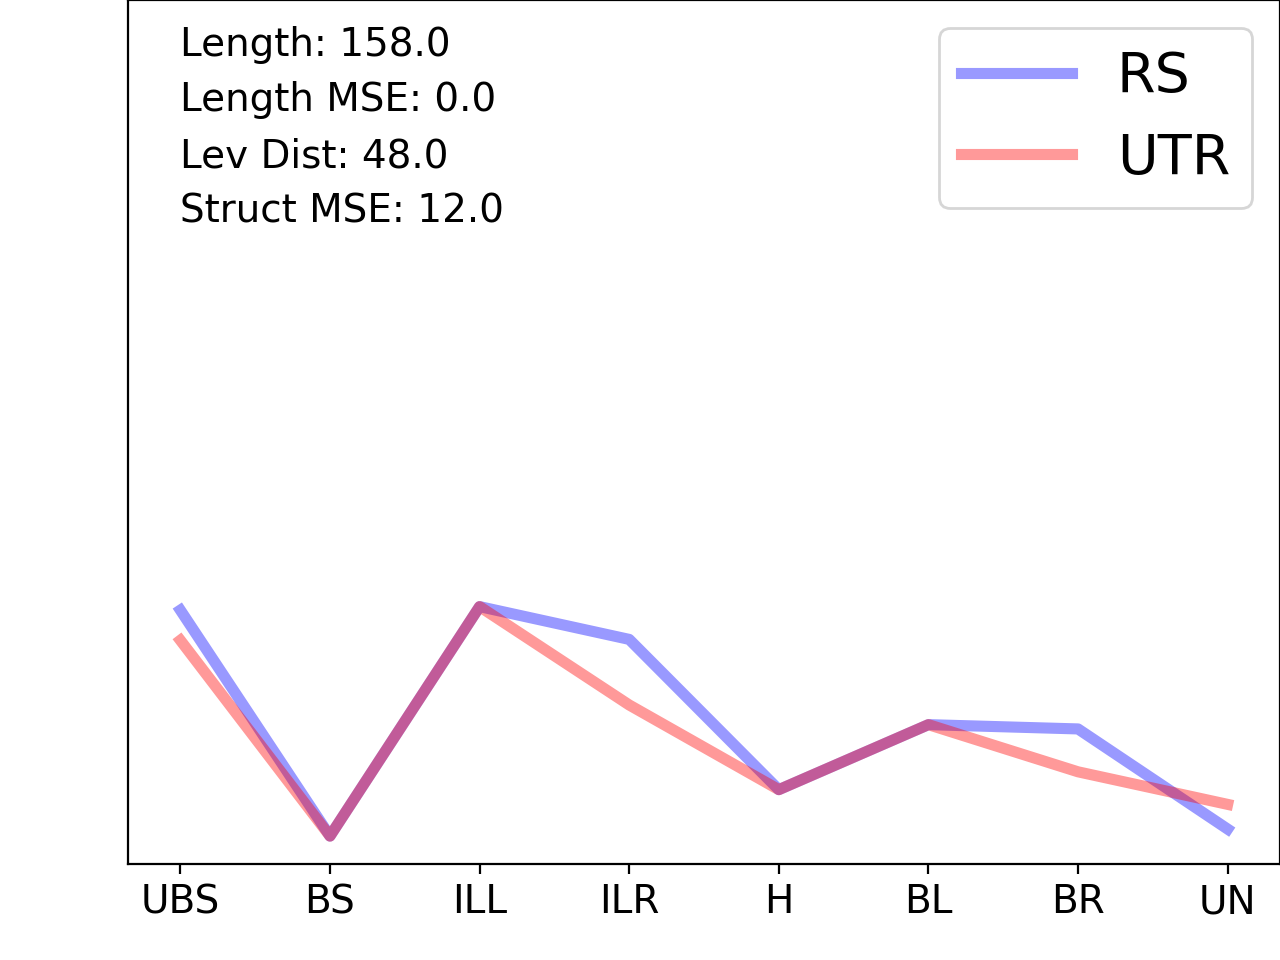 Length: 158.0
Length MSE: 0.0
Lev Dist: 48.0
Struct MSE: 12.0
RS
UTR
UBS BS ILL ILR H BL BR UN